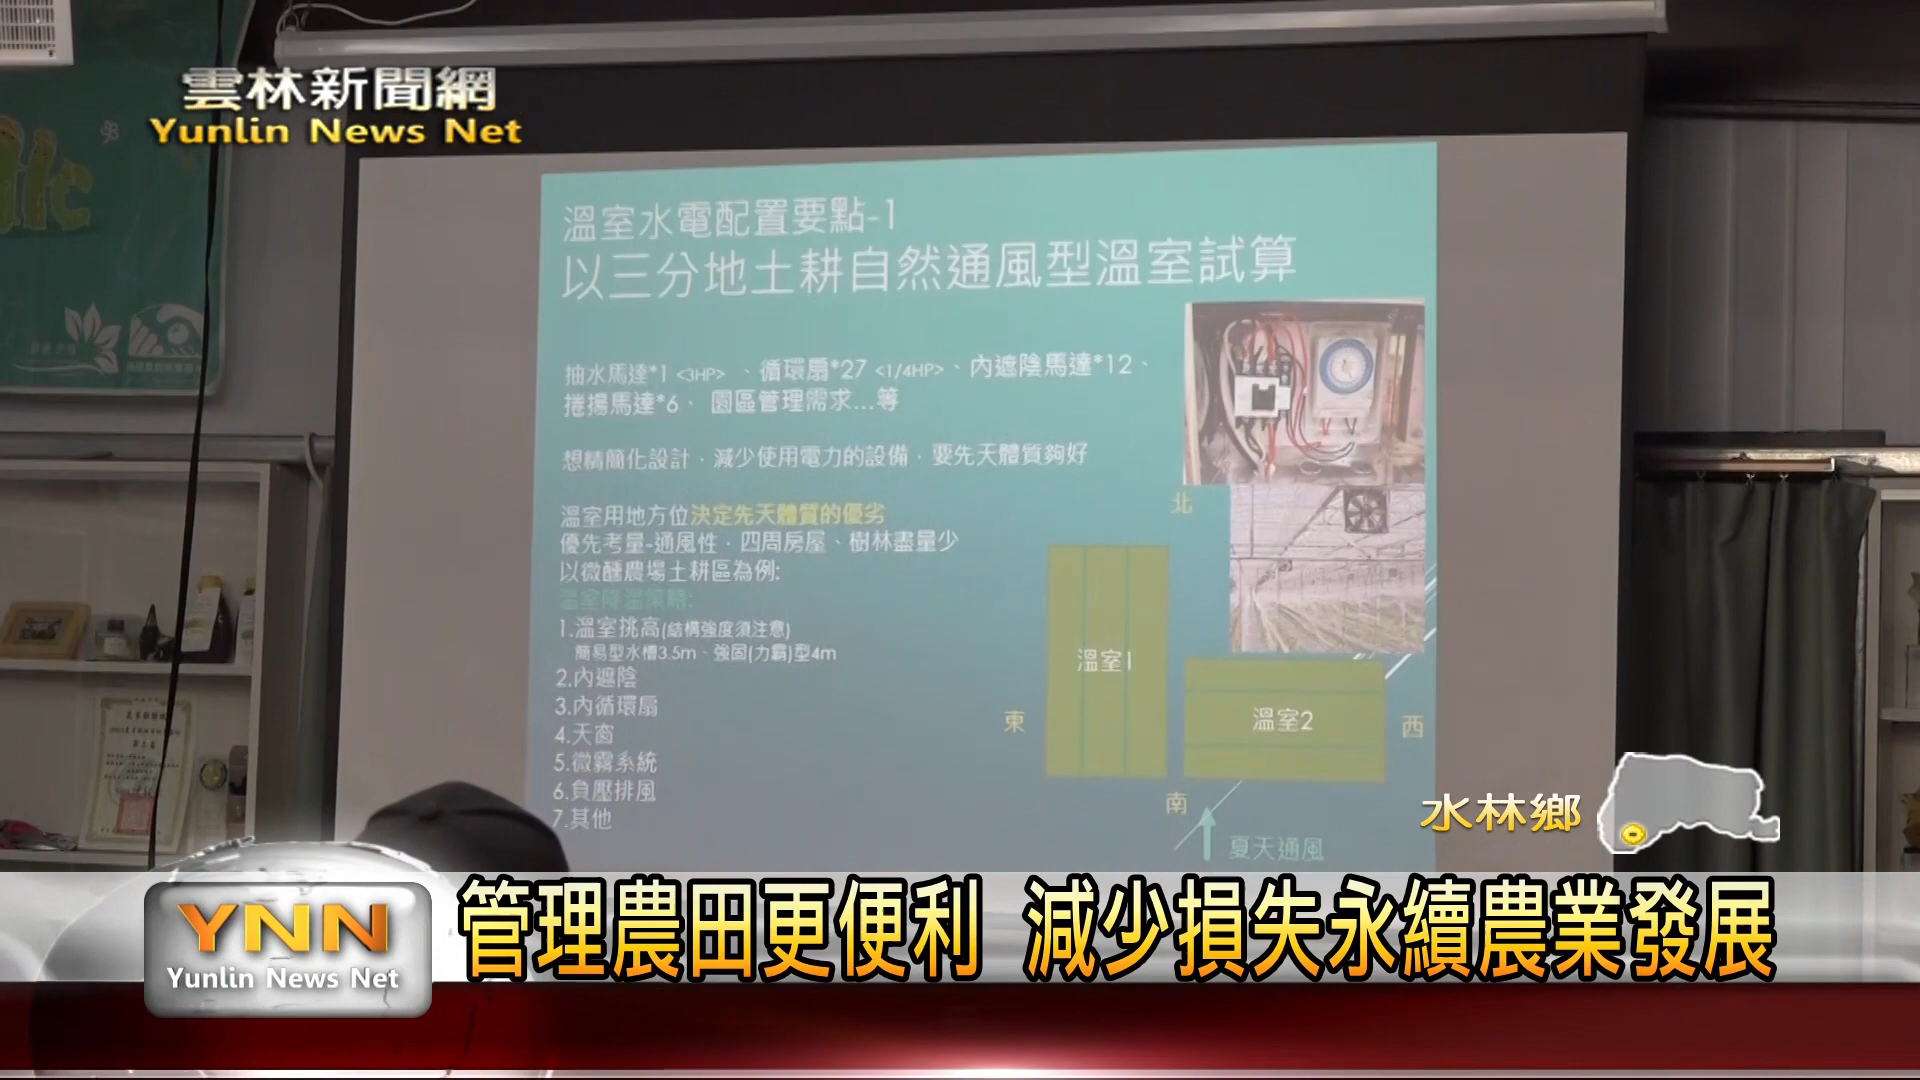 雲林新聞網
Yunlin News Net
溫室水電配置要點-1
以三分地土耕自然通風型溫室試算
抽水馬達*1 <3HP> 、循環扇*27 <1/4HP>、內遮陰馬達*12、
捲揚馬達*6、 園區管理需求...等
想精簡化設計，減少使用電力的設備，要先天體質夠好
溫室用地方位決定先天體質的優劣
優先考量-通風性，四周房屋、樹林盡量少
以微醺農場土耕區為例:
溫室降溫策略:
1.溫室挑高(結構強度須注意)
簡易型水槽3.5m、強固(力霸)型4m
2.內遮陰
3.內循環扇
4.天窗
5.微霧系統
6.負壓排風
7.其他
北
溫室1
東
溫室2
西
南
夏天通風
水林鄉
YNN
Yunlin News Net
管理農田更便利 減少損失永續農業發展